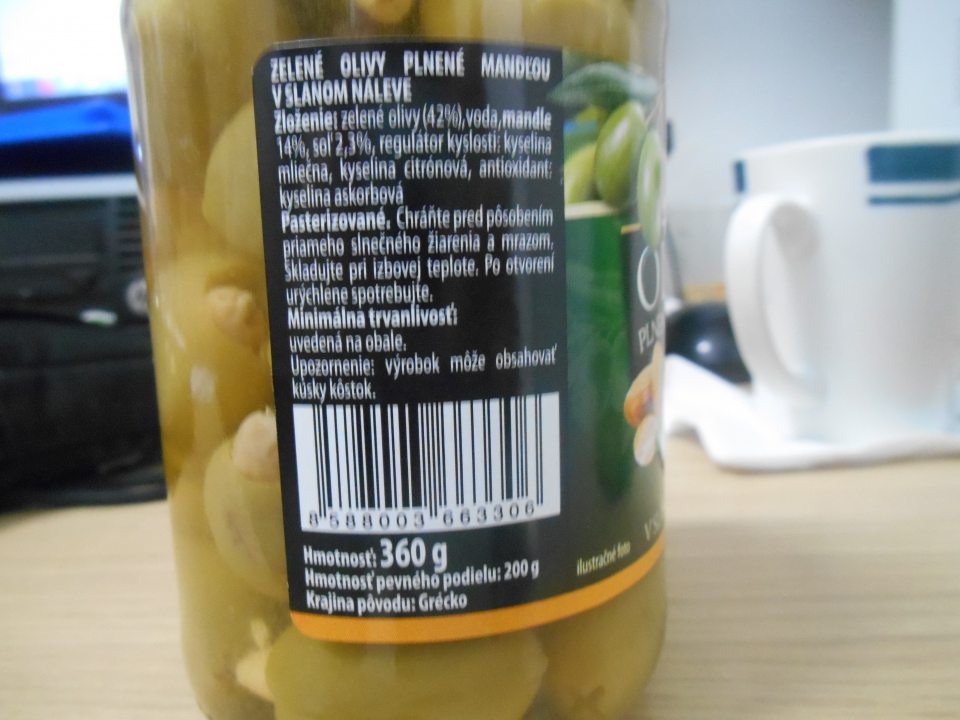 ZELENÉ OLIVY PLNENÉ MANDĽOU
V SLANOM NÁLEVE
Zloženie: zelené olivy (42%), voda, mandle
14%, soľ 2,3%, regulátor kyslosti: kyselina
mliečna, kyselina citrónová, antioxidant:
kyselina askorbová
Pasterizované. Chráňte pred pôsobením
priameho slnečného žiarenia a mrazom.
Skladujte pri izbovej teplote. Po otvorení
urýchlene spotrebujte.
Minimálna trvanlivosť:
uvedená na obale.
Upozornenie: výrobok môže obsahovať
kúsky kôstok.
8588003 663306
Hmotnosť: 360 g
Hmotnosť pevného podielu: 200 g
Krajina pôvodu: Grécko
ilustračné foto